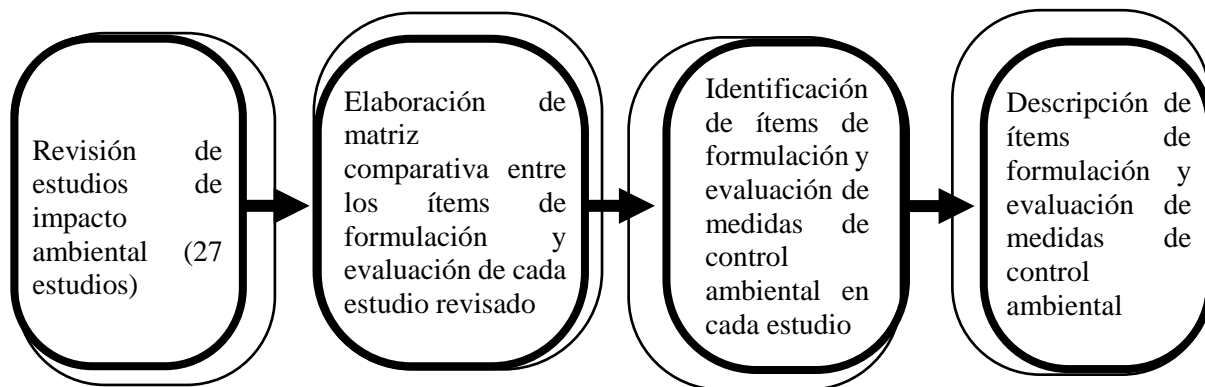 Revisión de
estudios de
impacto
ambiental (27
estudios)
Elaboración de
matriz
comparativa entre
los ítems de
formulación y
evaluación de cada
estudio revisado
Identificación
de ítems de
formulación y
evaluación de
medidas de
control
ambiental en
cada estudio
Descripción de
ítems de
formulación y
evaluación de
medidas de
control
ambiental